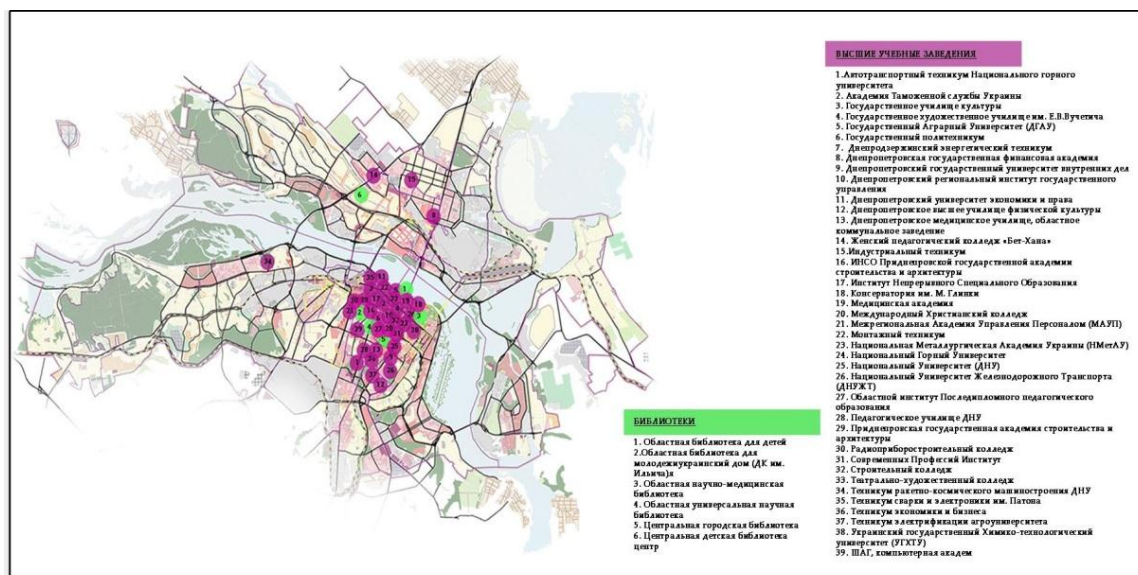 ВЫСШИЕ УЧЕБНЫЕ ЗАВЕДЕНИЯ
1.Автотранспортный техникум Национального горного
университета
2. Академия Таможенной службы Украины
3. Государственное училище культуры
4. Государственное художественное училище им. Е.В.Вучетича
5. Государственный Аграрный Университет (ДГАУ)
6. Государственный политехникум
7. Днепродзержинский энергетический техникум
8. Днепропетровская государственная финансовая академия
9. Днепропетровский государственный университет внутренних дел
10. Днепропетровский региональный институт государственного
управления
11. Днепропетровский университет экономики и права
12. Днепропетровское высшее училище физической культуры
13. Днепропетровское медицинское училище, областное
коммунальное заведение
14. Женский педагогический колледж «Бет-Хана»
15.Индустриальный техникум
16. ИНСО Приднепровской государственной академии
строительства и архитектуры
17. Институт Непрерывного Специального Образования
18. Консерватория им. М. Глинки
19. Медицинская академия
20. Международный Христианский колледж
21. Межрегиональная Академия Управления Персоналом (МАУП)
22. Монтажный техникум
23. Национальная Металлургическая Академия Украины (НМетАУ)
24. Национальный Горный Университет
25. Национальный Университет (ДНУ)
26. Национальный Университет Железнодорожного Транспорта
(ДНУЖТ)
27. Областной институт Последипломного педагогического
образования
28. Педагогическое училище ДНУ
29. Приднепровская государственная академия строительства и
архитектуры
30. Радиоприборостроительный колледж
31. Современных Профессий Институт
32. Строительный колледж
33. Театрально-художественный колледж
34. Техникум ракетно-космического машиностроения ДНУ
35. Техникум сварки и электроники им. Патона
36. Техникум экономики и бизнеса
37. Техникум электрификации агроуниверситета
38. Украинский государственный Химико-технологический
университет (УГХТУ)
39. ШАГ, компьютерная академ
БИБЛИОТЕКИ
1. Областная библиотека для детей
2.Областная библиотека для
молодежиукраинский дом (ДК им.
Ильича)я
3. Областная научно-медицинская
библиотека
4. Областная универсальная научная
библиотека
5. Центральная городская библиотека
6. Центральная детская библиотека
центр
14
15
6
8
34
35
11
1